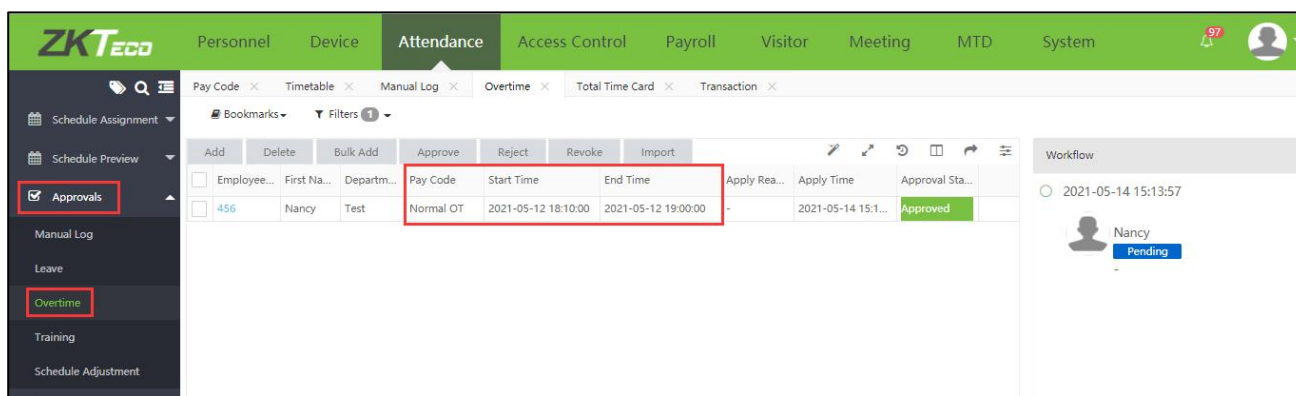 ZKTECO Personnel Device Attendance Access Control Payroll Visitor Meeting MTD System 97
Pay Code Timetable Manual Log Overtime Total Time Card Transaction
Bookmarks Filters 1
Schedule Assignment
Schedule Preview
Approvals
Manual Log
Leave
Overtime
Training
Schedule Adjustment
Add Delete Bulk Add Approve Reject Revoke Import
Employee... First Na... Departm... Pay Code Start Time End Time Apply Rea... Apply Time Approval Sta...
456 Nancy Test Normal OT 2021-05-12 18:10:00 2021-05-12 19:00:00 - 2021-05-14 15:1... Approved
Workflow
2021-05-14 15:13:57
Nancy
Pending
-